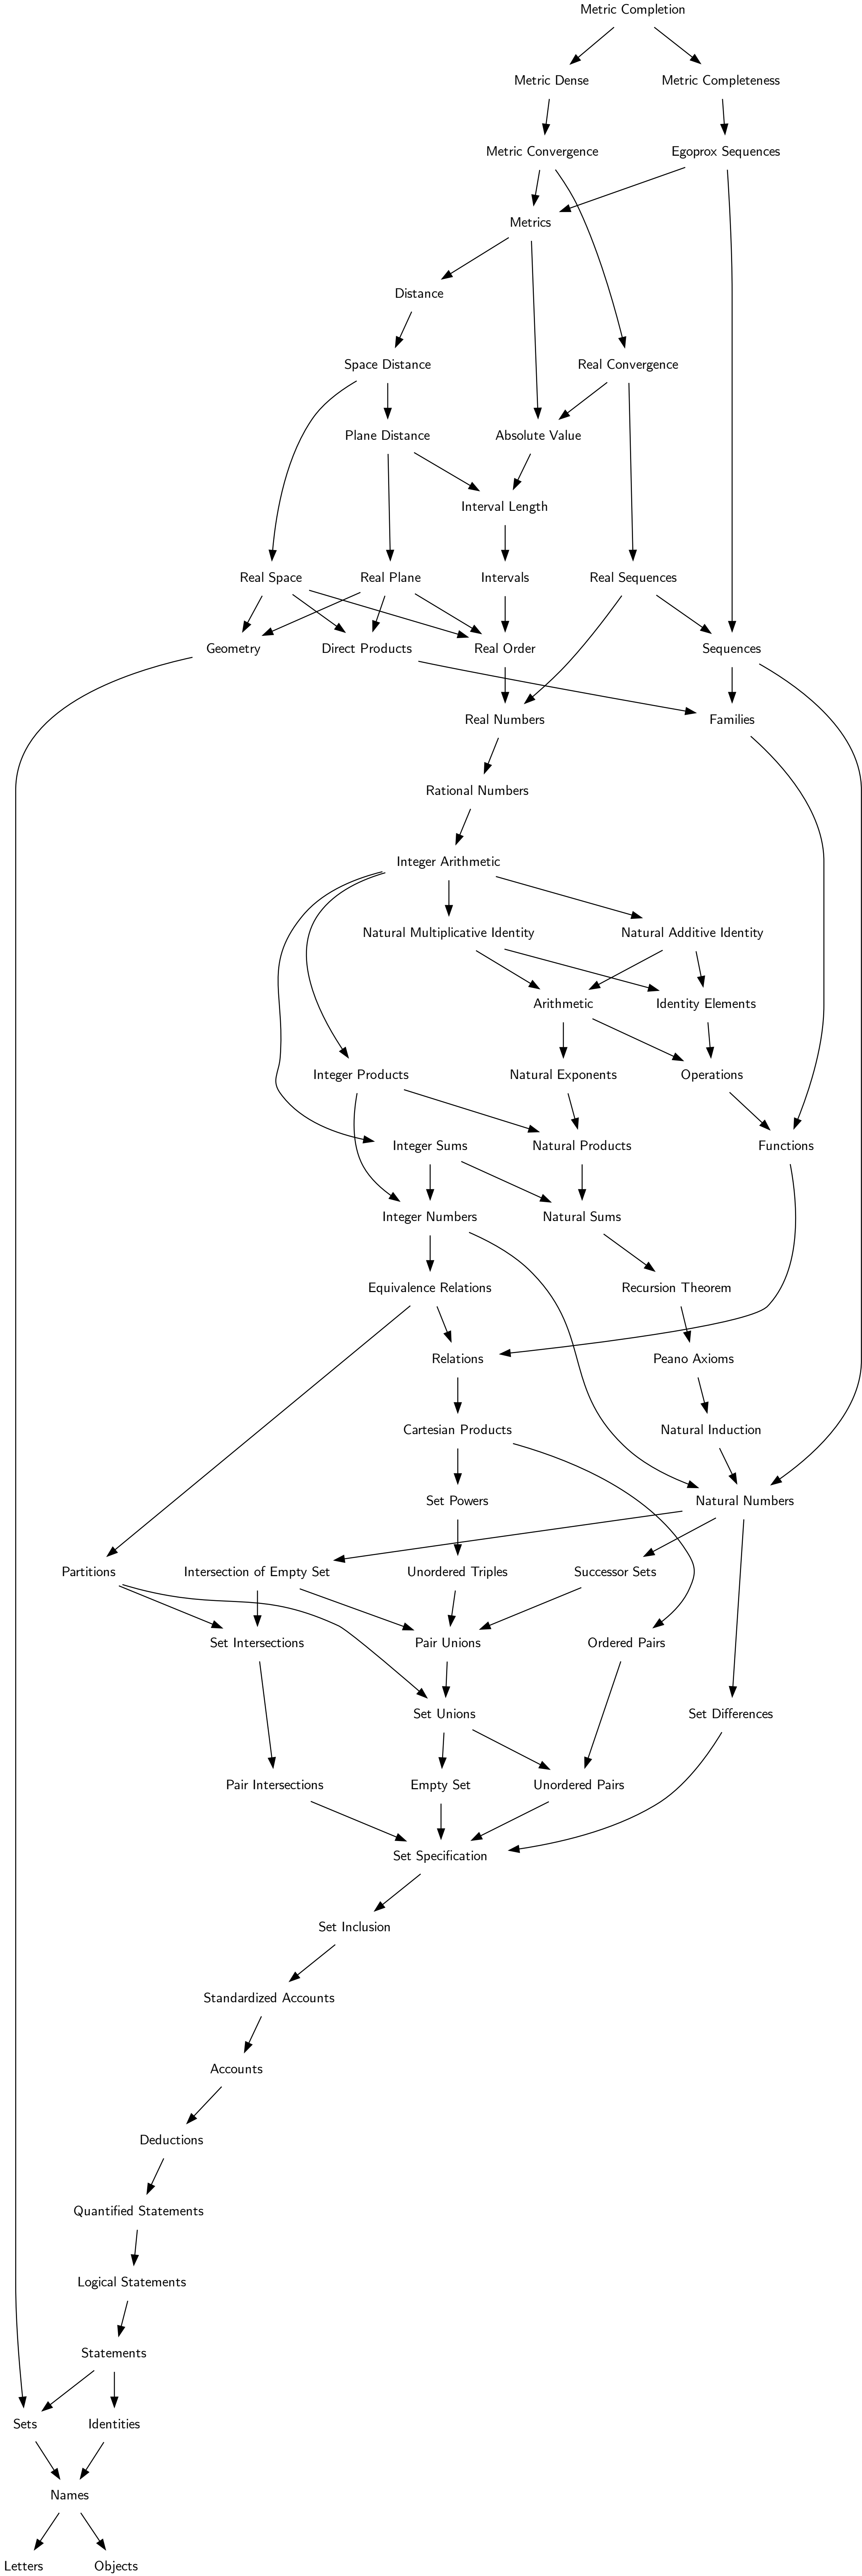 Metric Completion
Metric Dense
Metric Completeness
Metric Convergence
Egoprox Sequences
Metrics
Distance
Space Distance
Real Convergence
Plane Distance
Absolute Value
Interval Length
Real Space
Real Plane
Intervals
Real Sequences
Geometry
Direct Products
Real Order
Sequences
Real Numbers
Families
Rational Numbers
Integer Arithmetic
Natural Multiplicative Identity
Natural Additive Identity
Arithmetic
Identity Elements
Integer Products
Natural Exponents
Operations
Integer Sums
Natural Products
Functions
Integer Numbers
Natural Sums
Equivalence Relations
Recursion Theorem
Relations
Peano Axioms
Cartesian Products
Natural Induction
Set Powers
Natural Numbers
Partitions
Intersection of Empty Set
Unordered Triples
Successor Sets
Set Intersections
Pair Unions
Ordered Pairs
Set Unions
Set Differences
Pair Intersections
Empty Set
Unordered Pairs
Set Specification
Set Inclusion
Standardized Accounts
Accounts
Deductions
Quantified Statements
Logical Statements
Statements
Sets
Identities
Names
Letters
Objects